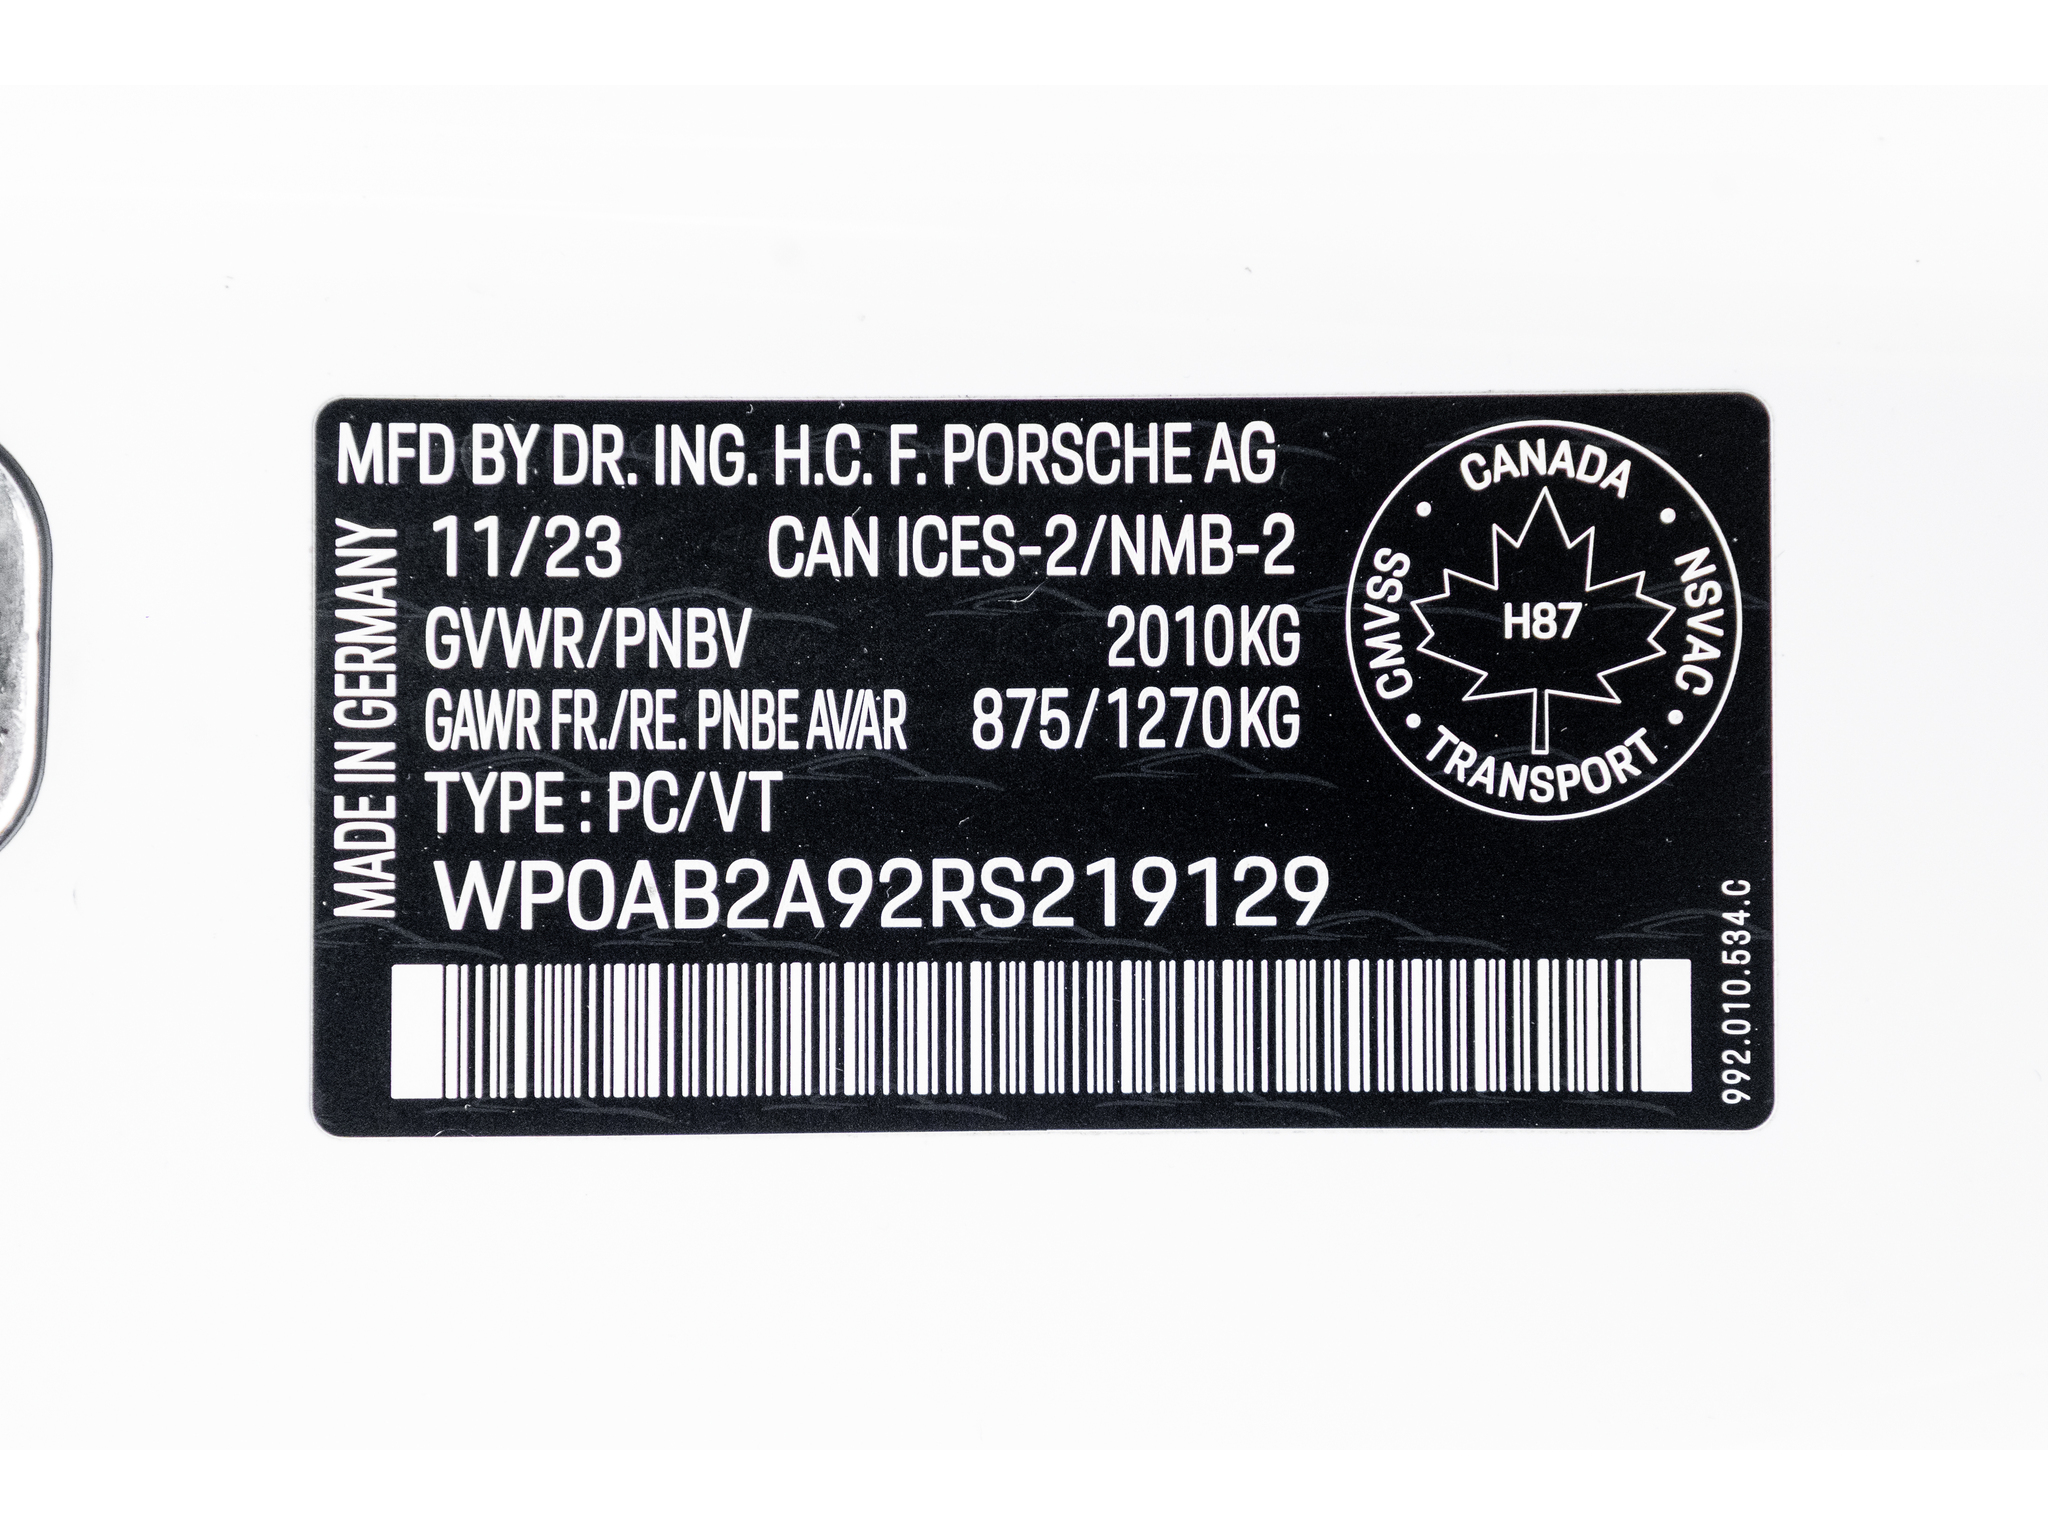 MFD BY DR. ING. H.C. F. PORSCHE AG
MADE IN GERMANY
11/23 CAN ICES-2/NMB-2
GVWR/PNBV 2010KG
GAWR FR./RE. PNBE AV/AR 875/1270KG
TYPE : PC/VT
WP0AB2A92RS219129
CANADA
NSVAC
TRANSPORT
CMVSS
H87
992.010.534.C